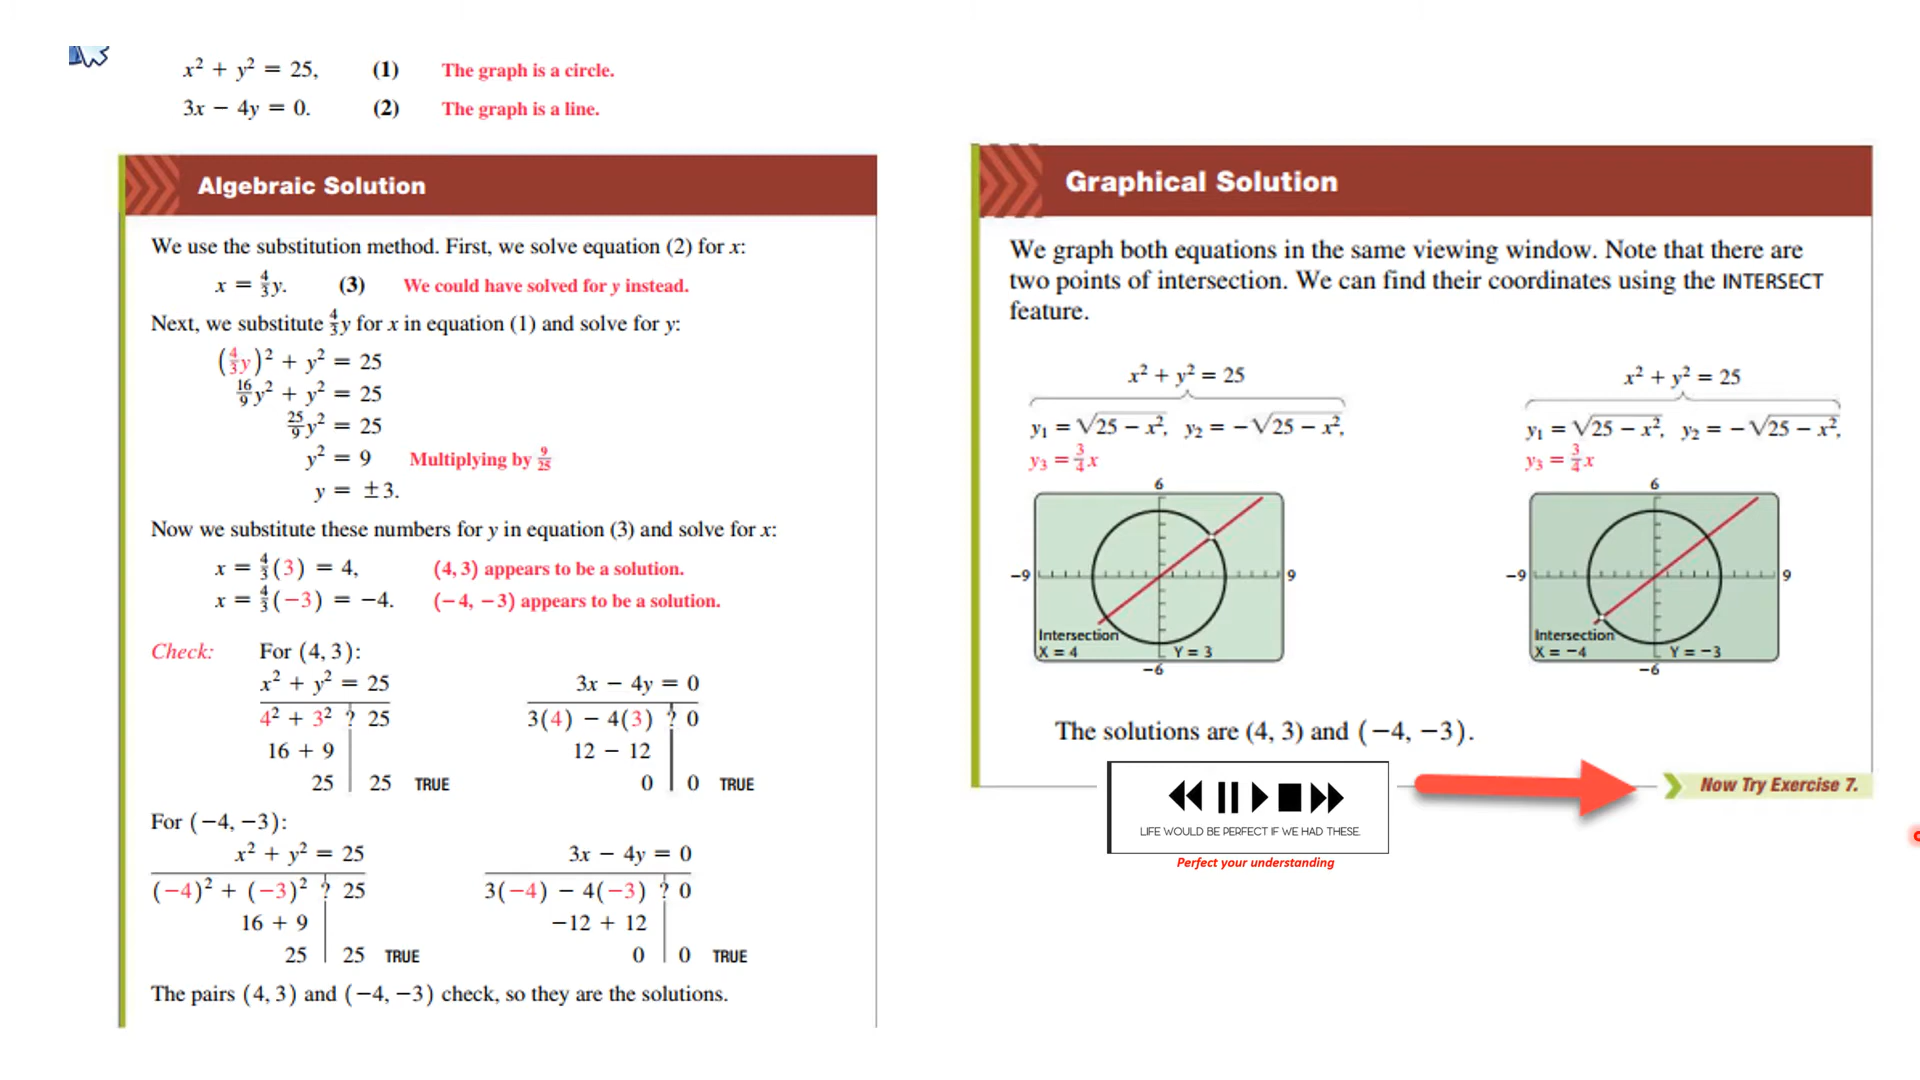 x² + y² = 25, (1) The graph is a circle.
3x − 4y = 0. (2) The graph is a line.
Algebraic Solution
We use the substitution method. First, we solve equation (2) for x:
x = 4/3 y. (3) We could have solved for y instead.
Next, we substitute 4/3 y for x in equation (1) and solve for y:
(4/3 y)² + y² = 25
16/9 y² + y² = 25
25/9 y² = 25
y² = 9 Multiplying by 9/25
y = ±3.
Now we substitute these numbers for y in equation (3) and solve for x:
x = 4/3 (3) = 4, (4, 3) appears to be a solution.
x = 4/3 (−3) = −4. (−4, −3) appears to be a solution.
Check: For (4, 3):
x² + y² = 25 3x − 4y = 0
4² + 3² ? 25 3(4) − 4(3) ? 0
16 + 9 12 − 12
25 25 TRUE 0 0 TRUE
For (−4, −3):
x² + y² = 25 3x − 4y = 0
(−4)² + (−3)² ? 25 3(−4) − 4(−3) ? 0
16 + 9 −12 + 12
25 25 TRUE 0 0 TRUE
The pairs (4, 3) and (−4, −3) check, so they are the solutions.
Graphical Solution
We graph both equations in the same viewing window. Note that there are
two points of intersection. We can find their coordinates using the INTERSECT
feature.
x² + y² = 25
y₁ = √25 − x², y₂ = −√25 − x²,
y₃ = 3/4 x
6
−9 9
Intersection
X = 4 Y = 3
−6
x² + y² = 25
y₁ = √25 − x², y₂ = −√25 − x²,
y₃ = 3/4 x
6
−9 9
Intersection
X = −4 Y = −3
−6
The solutions are (4, 3) and (−4, −3).
Now Try Exercise 7.
LIFE WOULD BE PERFECT IF WE HAD THESE.
Perfect your understanding